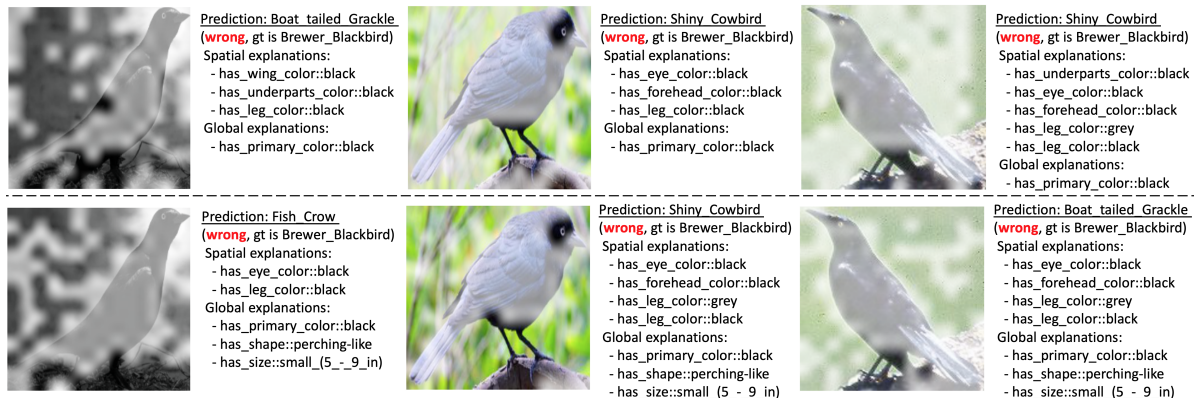 Prediction: Boat_tailed_Grackle
(wrong, gt is Brewer_Blackbird)
Spatial explanations:
- has_wing_color::black
- has_underparts_color::black
- has_leg_color::black
Global explanations:
- has_primary_color::black
Prediction: Shiny_Cowbird
(wrong, gt is Brewer_Blackbird)
Spatial explanations:
- has_eye_color::black
- has_forehead_color::black
- has_leg_color::black
Global explanations:
- has_primary_color::black
Prediction: Shiny_Cowbird
(wrong, gt is Brewer_Blackbird)
Spatial explanations:
- has_underparts_color::black
- has_eye_color::black
- has_forehead_color::black
- has_leg_color::grey
- has_leg_color::black
Global explanations:
- has_primary_color::black
Prediction: Fish_Crow
(wrong, gt is Brewer_Blackbird)
Spatial explanations:
- has_eye_color::black
- has_leg_color::black
Global explanations:
- has_primary_color::black
- has_shape::perching-like
- has_size::small_(5_-_9_in)
Prediction: Shiny_Cowbird
(wrong, gt is Brewer_Blackbird)
Spatial explanations:
- has_eye_color::black
- has_forehead_color::black
- has_leg_color::grey
- has_leg_color::black
Global explanations:
- has_primary_color::black
- has_shape::perching-like
- has_size::small_(5_-_9_in)
Prediction: Boat_tailed_Grackle
(wrong, gt is Brewer_Blackbird)
Spatial explanations:
- has_eye_color::black
- has_forehead_color::black
- has_leg_color::grey
- has_leg_color::black
Global explanations:
- has_primary_color::black
- has_shape::perching-like
- has_size::small_(5_-_9_in)